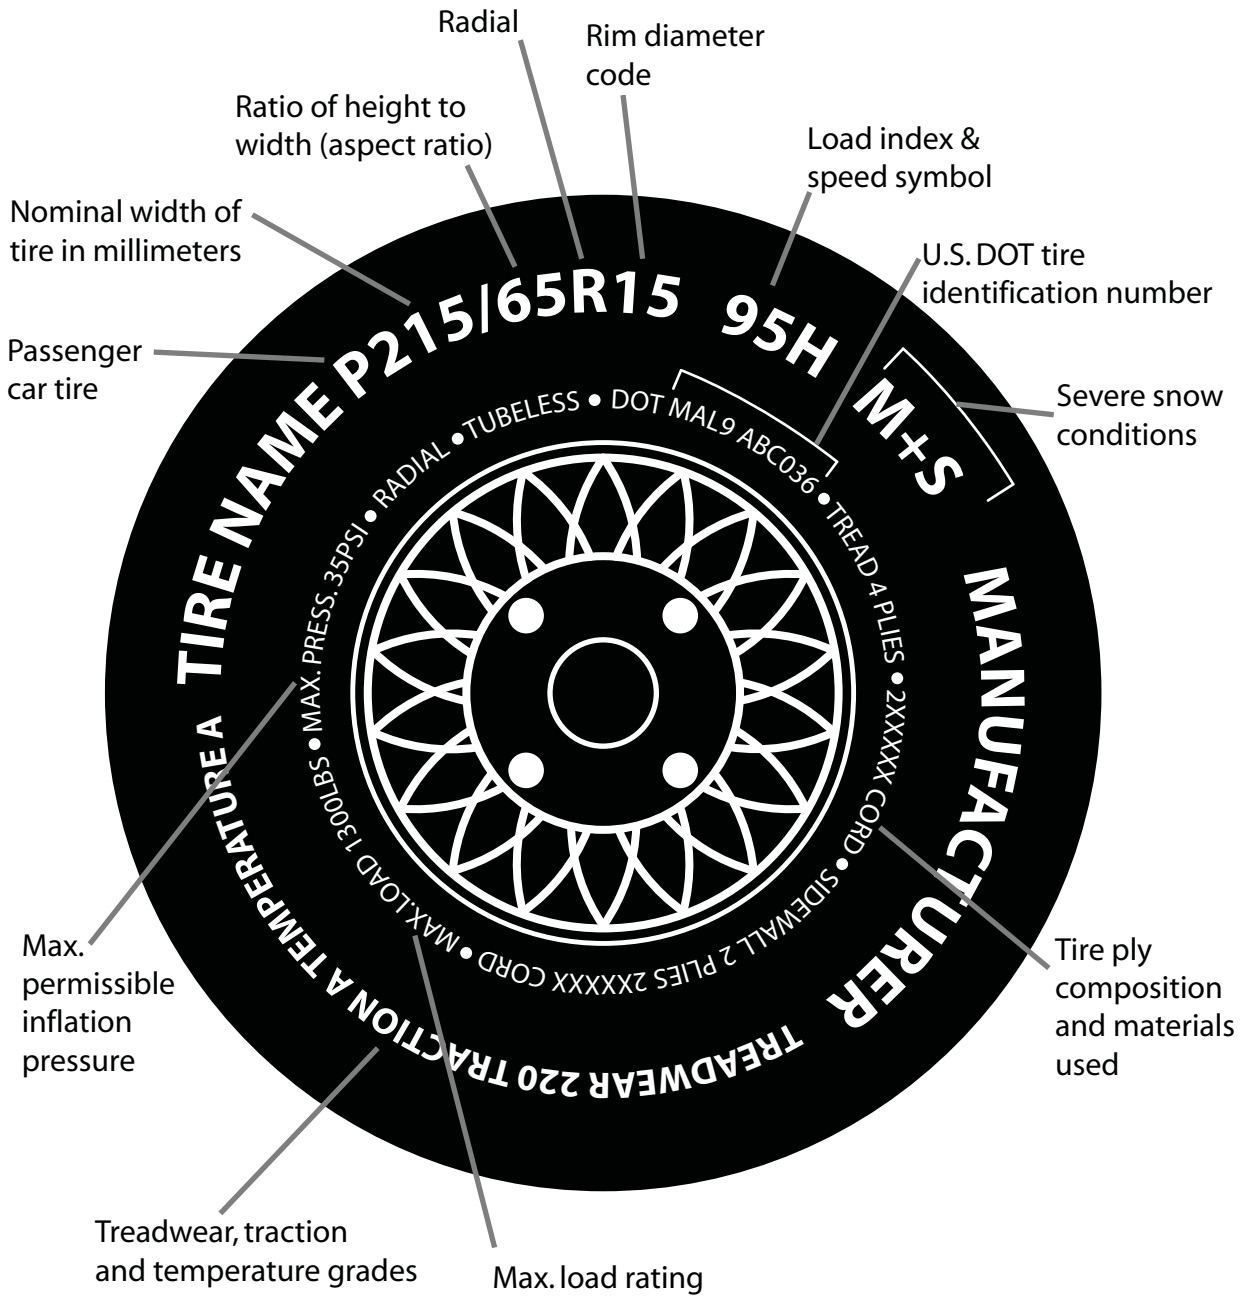 Radial
Rim diameter
code
Ratio of height to
width (aspect ratio)
Load index &
speed symbol
Nominal width of
tire in millimeters
U.S. DOT tire
identification number
Passenger
car tire
Severe snow
conditions
TIRE NAME P215/65R15 95H M+S MANUFACTURER
TREADWEAR 220 TRACTION A TEMPERATURE A
MAX. PRESS. 35PSI • RADIAL • TUBELESS • DOT MAL9 ABC036 • TREAD 4 PLIES • 2XXXXX CORD • SIDEWALL 2 PLIES 2XXXXX CORD • MAX.LOAD 1300LBS •
Max.
permissible
inflation
pressure
Tire ply
composition
and materials
used
Treadwear, traction
and temperature grades
Max. load rating